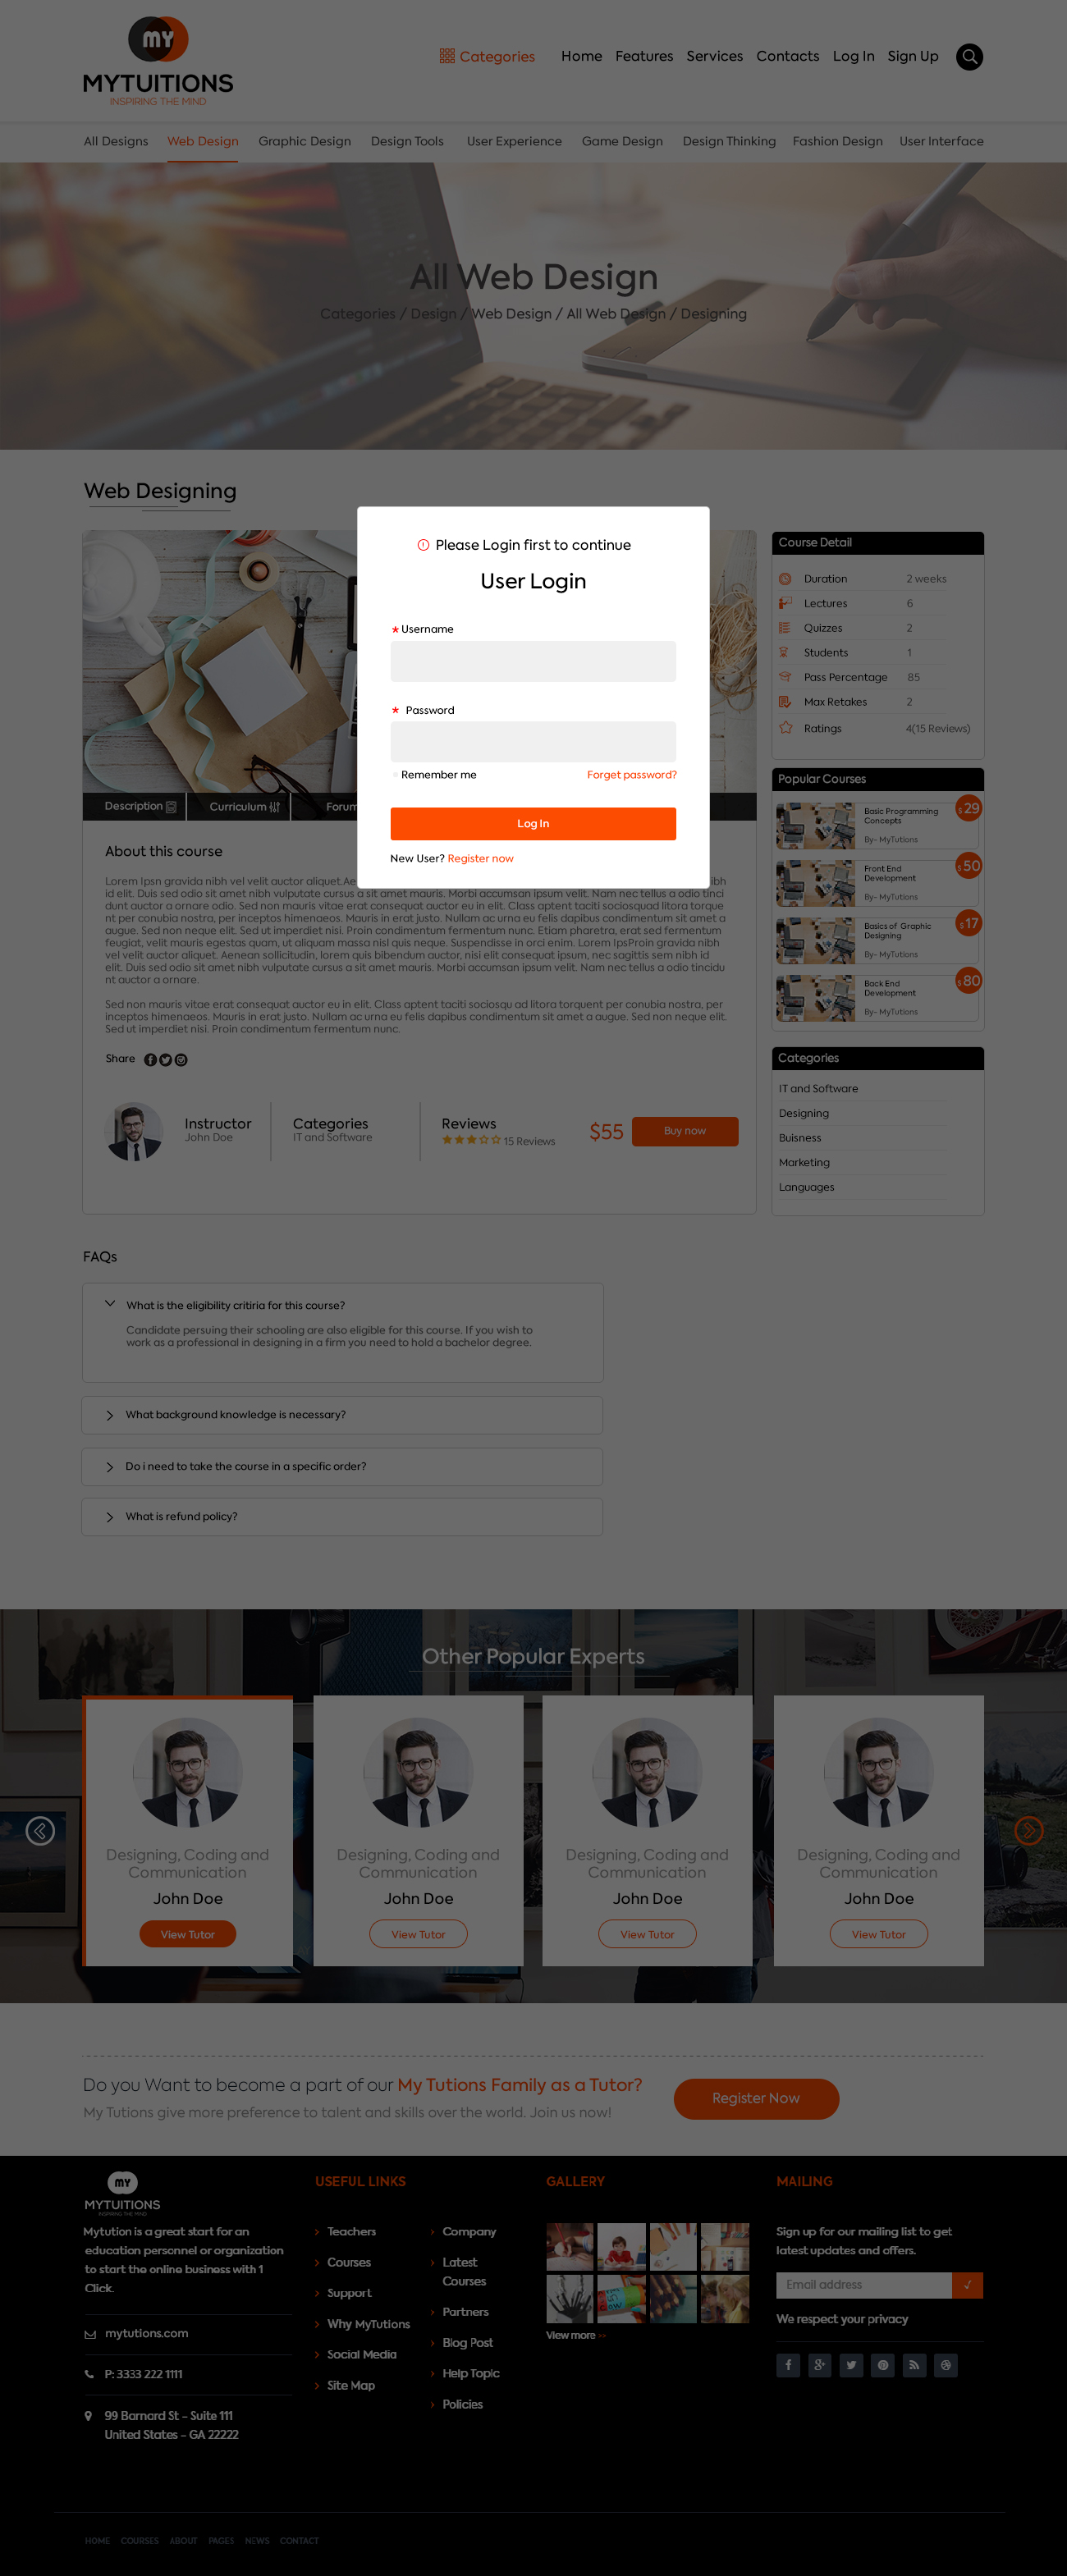 MY
MYTUITIONS
INSPIRING THE MIND
Categories
Home Features Services Contacts Log In Sign Up
All Designs Web Design Graphic Design Design Tools User Experience Game Design Design Thinking Fashion Design User Interface
All Web Design
Categories / Design / Web Design / All Web Design / Designing
Web Designing
Please Login first to continue
User Login
* Username
* Password
Remember me Forget password?
Log In
New User? Register now
Description Curriculum Forum
About this course
Lorem Ipsn gravida nibh vel velit auctor aliquet.Ae
id elit. Duis sed odio sit amet nibh vulputate cursus a sit amet mauris. Morbi accumsan ipsum velit. Nam nec tellus a odio tinci
dunt auctor a ornare odio. Sed non mauris vitae erat consequat auctor eu in elit. Class aptent taciti sociosquad litora torque
nt per conubia nostra, per inceptos himenaeos. Mauris in erat justo. Nullam ac urna eu felis dapibus condimentum sit amet a
augue. Sed non neque elit. Sed ut imperdiet nisi. Proin condimentum fermentum nunc. Etiam pharetra, erat sed fermentum
feugiat, velit mauris egestas quam, ut aliquam massa nisl quis neque. Suspendisse in orci enim. Lorem IpsProin gravida nibh
vel velit auctor aliquet. Aenean sollicitudin, lorem quis bibendum auctor, nisi elit consequat ipsum, nec sagittis sem nibh id
elit. Duis sed odio sit amet nibh vulputate cursus a sit amet mauris. Morbi accumsan ipsum velit. Nam nec tellus a odio tincidu
nt auctor a ornare.
Sed non mauris vitae erat consequat auctor eu in elit. Class aptent taciti sociosqu ad litora torquent per conubia nostra, per
inceptos himenaeos. Mauris in erat justo. Nullam ac urna eu felis dapibus condimentum sit amet a augue. Sed non neque elit.
Sed ut imperdiet nisi. Proin condimentum fermentum nunc.
Share
Instructor
John Doe
Categories
IT and Software
Reviews
15 Reviews
$55
Buy now
Course Detail
Duration 2 weeks
Lectures 6
Quizzes 2
Students 1
Pass Percentage 85
Max Retakes 2
Ratings 4(15 Reviews)
Popular Courses
Basic Programming
Concepts
By- MyTutions
$29
Front End
Development
By- MyTutions
$50
Basics of Graphic
Designing
By- MyTutions
$17
Back End
Development
By- MyTutions
$80
Categories
IT and Software
Designing
Buisness
Marketing
Languages
FAQs
What is the eligibility critiria for this course?
Candidate persuing their schooling are also eligible for this course. If you wish to
work as a professional in designing in a firm you need to hold a bachelor degree.
What background knowledge is necessary?
Do i need to take the course in a specific order?
What is refund policy?
Other Popular Experts
Designing, Coding and
Communication
John Doe
View Tutor
Designing, Coding and
Communication
John Doe
View Tutor
Designing, Coding and
Communication
John Doe
View Tutor
Designing, Coding and
Communication
John Doe
View Tutor
Do you Want to become a part of our My Tutions Family as a Tutor?
My Tutions give more preference to talent and skills over the world. Join us now!
Register Now
MY
MYTUITIONS
INSPIRING THE MIND
Mytution is a great start for an
education personnel or organization
to start the online business with 1
Click.
mytutions.com
P: 3333 222 1111
99 Barnard St - Suite 111
United States - GA 22222
USEFUL LINKS
Teachers
Courses
Support
Why MyTutions
Social Media
Site Map
Company
Latest
Courses
Partners
Blog Post
Help Topic
Policies
GALLERY
View more >>
MAILING
Sign up for our mailing list to get
latest updates and offers.
Email address
We respect your privacy
HOME COURSES ABOUT PAGES NEWS CONTACT